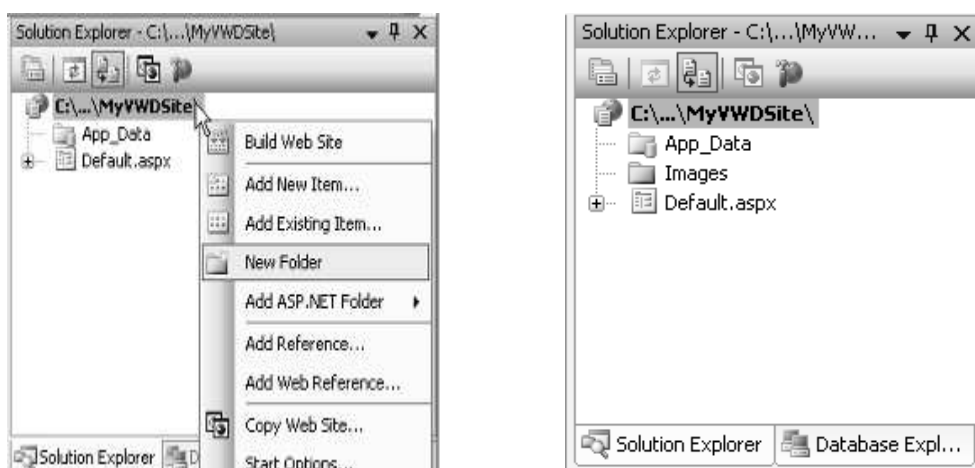 Solution Explorer - C:\...\MyVWDSite\
C:\...\MyVWDSite\
App_Data
Default.aspx
Build Web Site
Add New Item...
Add Existing Item...
New Folder
Add ASP.NET Folder
Add Reference...
Add Web Reference...
Copy Web Site...
Start Options...
Solution Explorer D
Solution Explorer - C:\...\MyVW...
C:\...\MyVWDSite\
App_Data
Images
Default.aspx
Solution Explorer Database Expl...